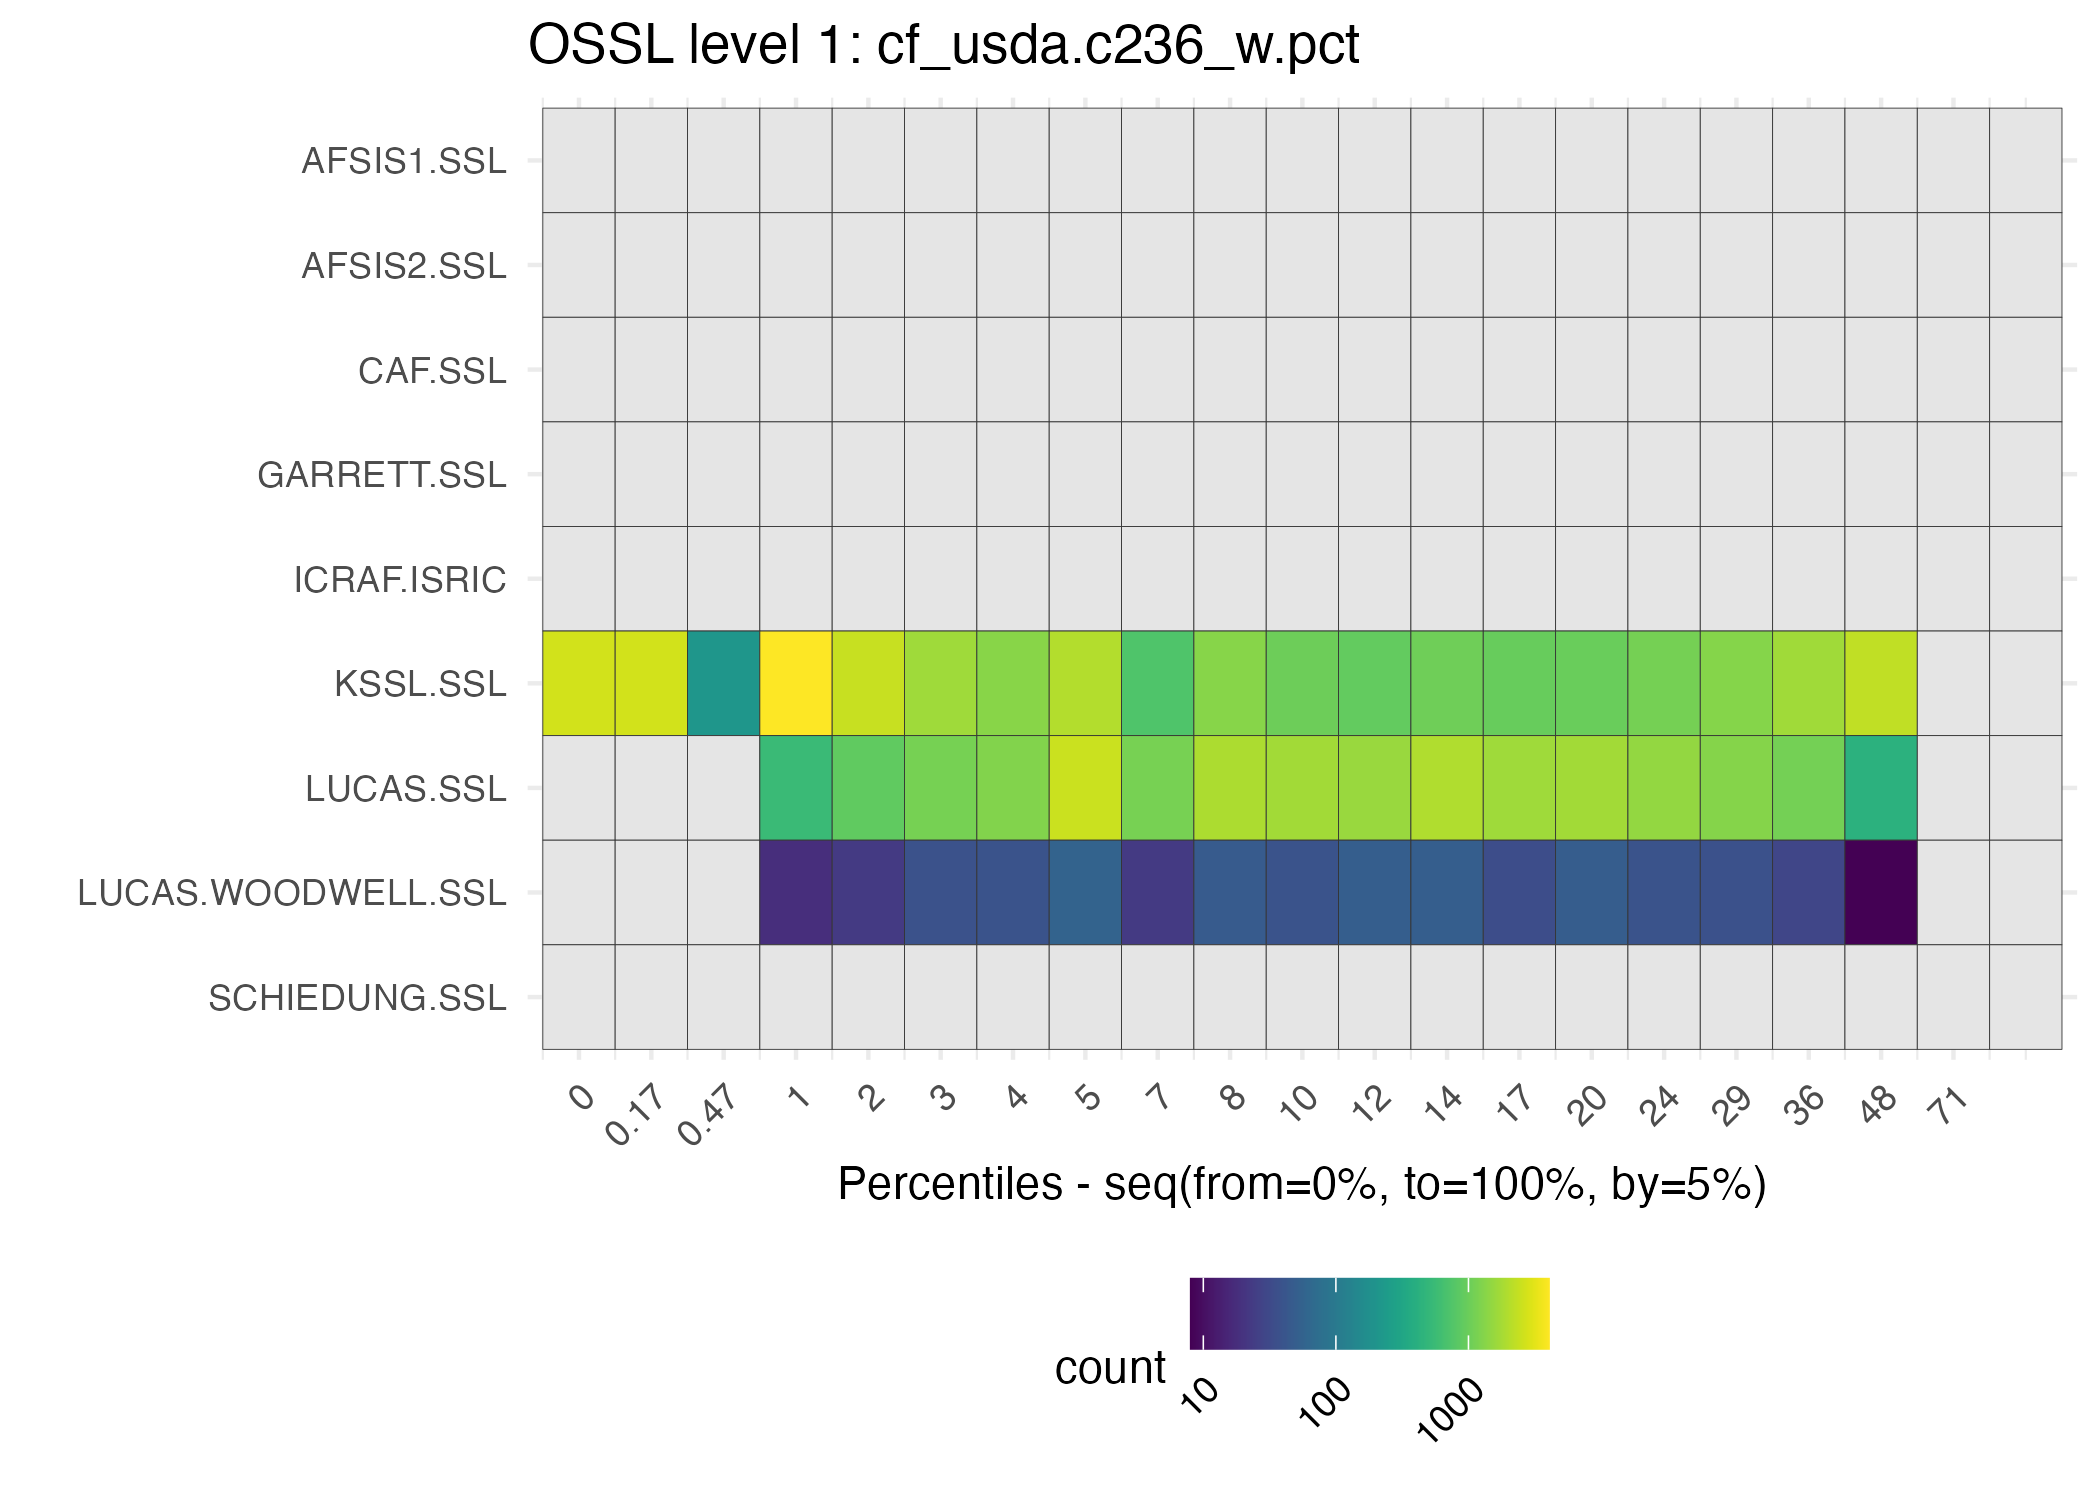 OSSL level 1: cf_usda.c236_w.pct
AFSIS1.SSL
AFSIS2.SSL
CAF.SSL
GARRETT.SSL
ICRAF.ISRIC
KSSL.SSL
LUCAS.SSL
LUCAS.WOODWELL.SSL
SCHIEDUNG.SSL
0 0.17 0.47 1 2 3 4 5 7 8 10 12 14 17 20 24 29 36 48 71
Percentiles - seq(from=0%, to=100%, by=5%)
count
10 100 1000